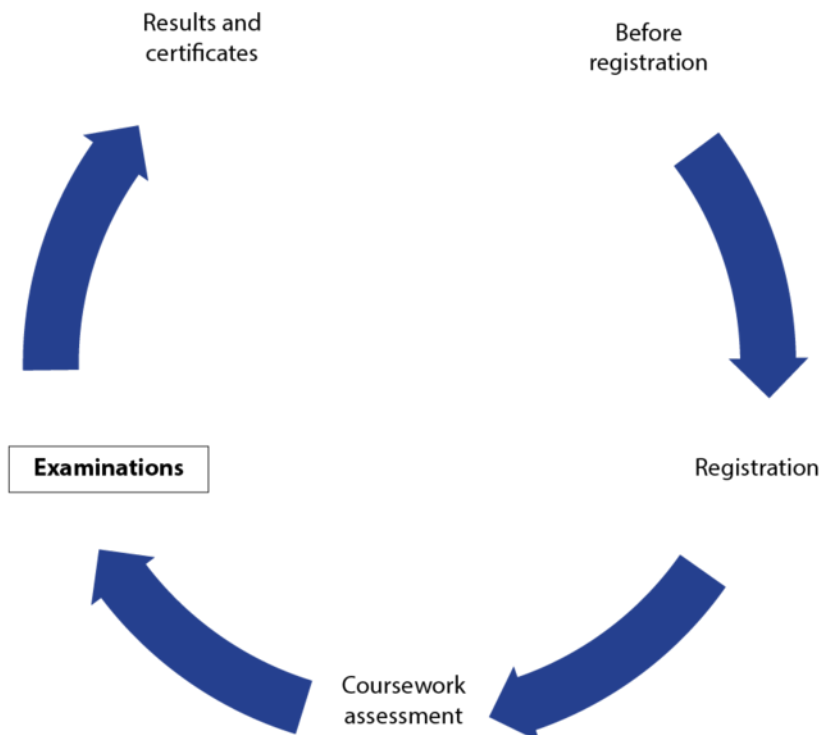 Results and
certificates
Before
registration
Examinations
Registration
Coursework
assessment